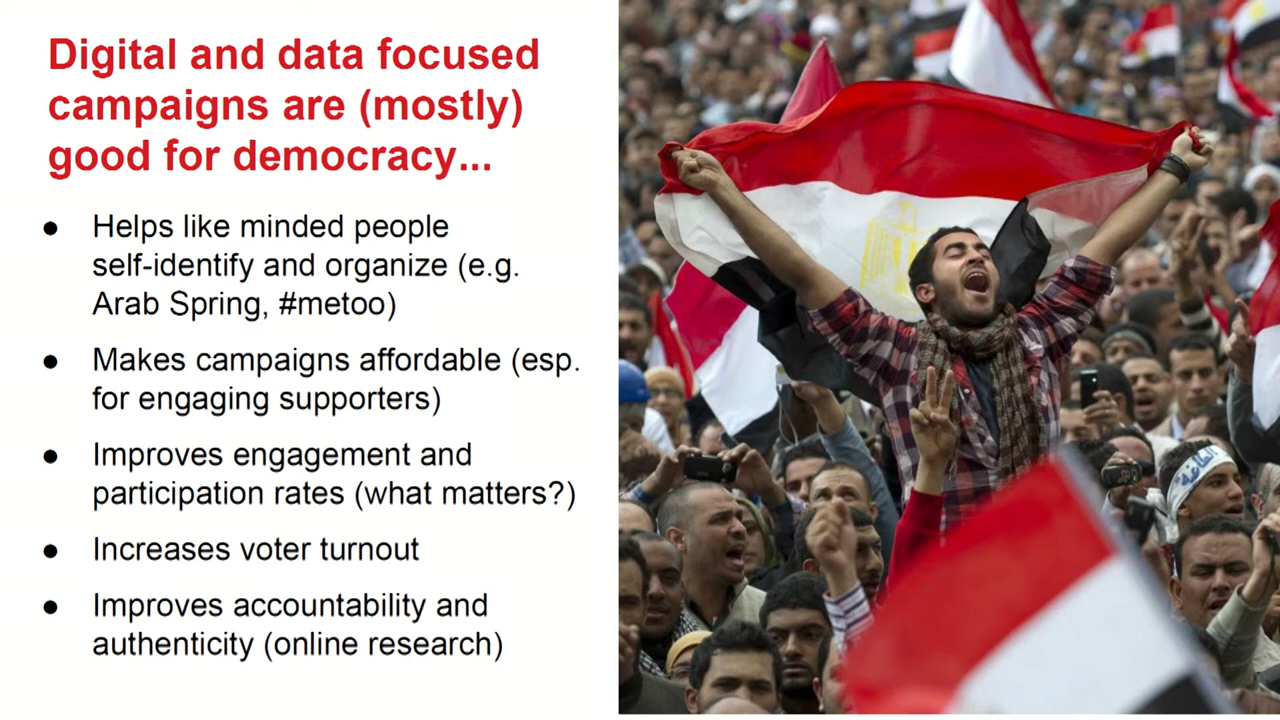 Digital and data focused
campaigns are (mostly)
good for democracy...
● Helps like minded people
self-identify and organize (e.g.
Arab Spring, #metoo)
● Makes campaigns affordable (esp.
for engaging supporters)
● Improves engagement and
participation rates (what matters?)
● Increases voter turnout
● Improves accountability and
authenticity (online research)